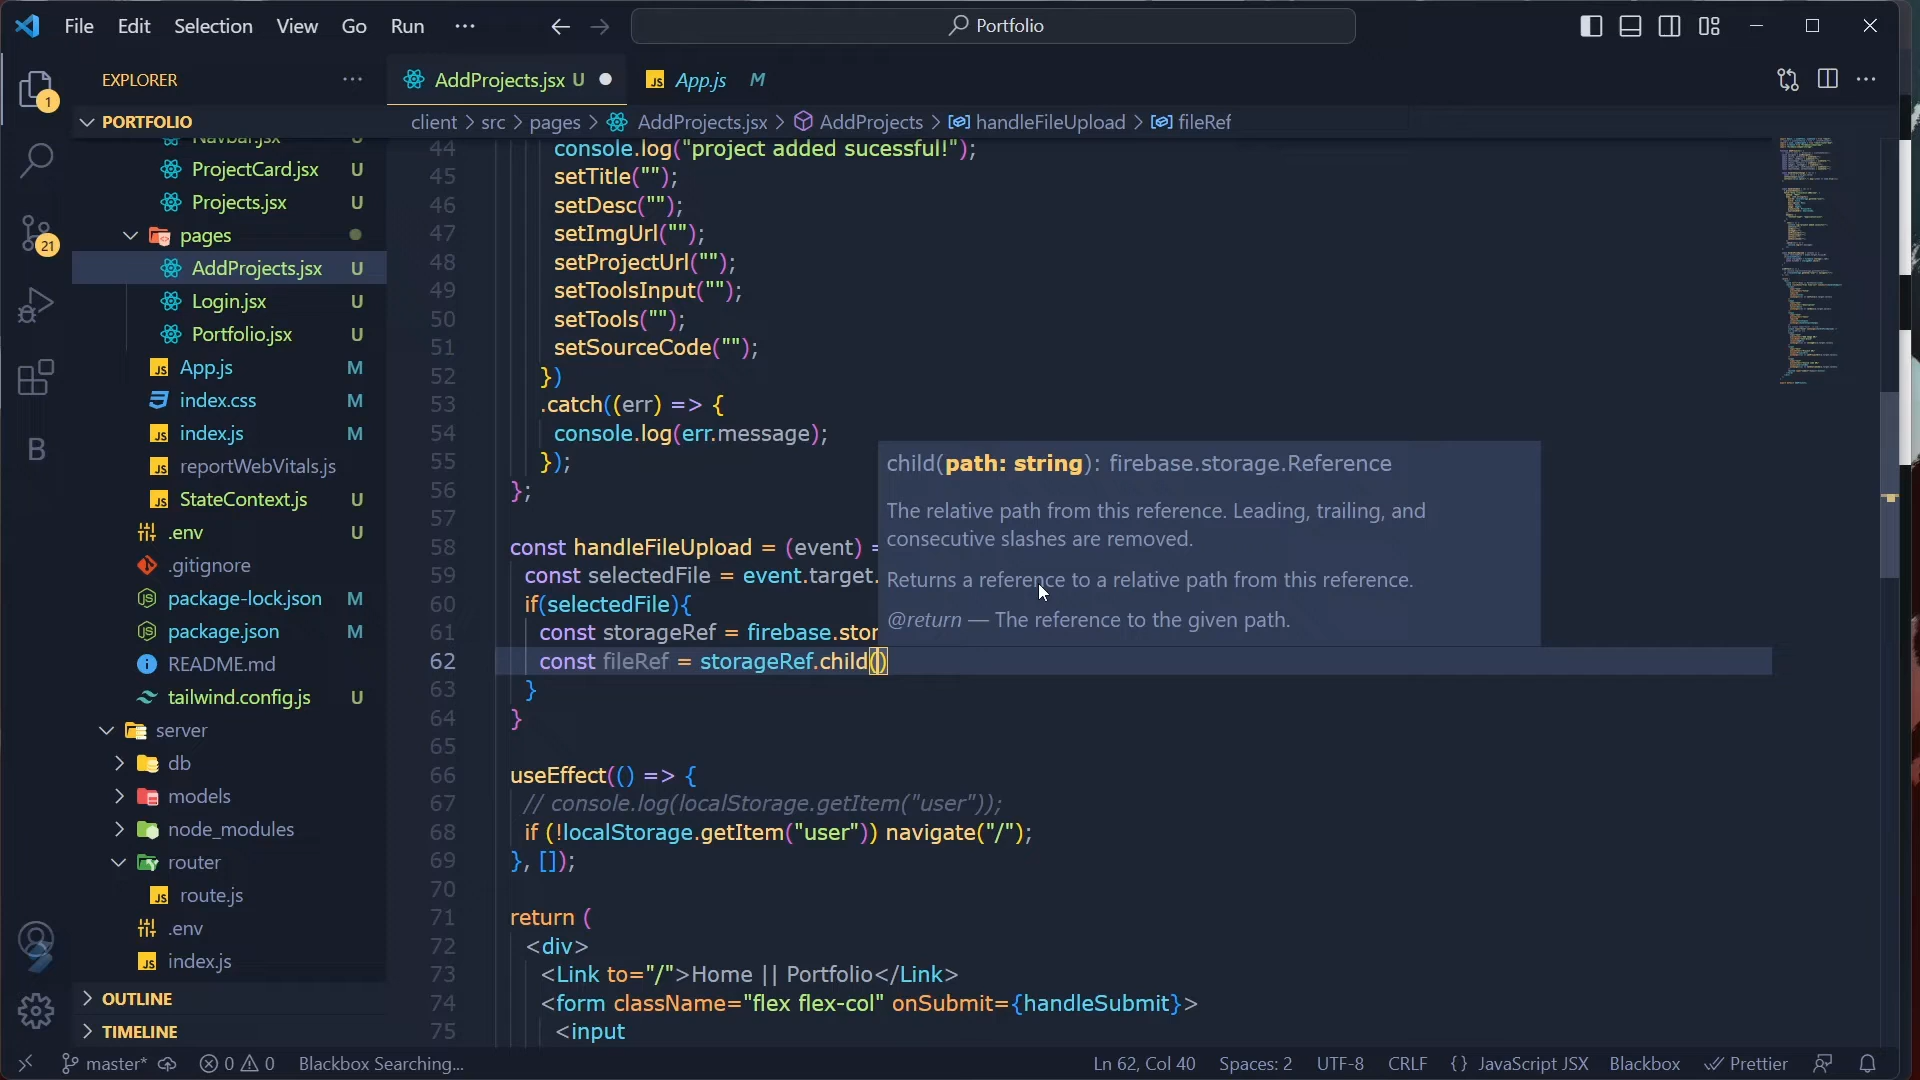 File Edit Selection View Go Run ···
Portfolio
EXPLORER ···
AddProjects.jsx U
App.js M
PORTFOLIO
client > src > pages > AddProjects.jsx > AddProjects > handleFileUpload > fileRef
1
21
B
Navbar.jsx U
ProjectCard.jsx U
Projects.jsx U
pages
AddProjects.jsx U
Login.jsx U
Portfolio.jsx U
App.js M
index.css M
index.js M
reportWebVitals.js
StateContext.js U
.env U
.gitignore
package-lock.json M
package.json M
README.md
tailwind.config.js U
server
db
models
node_modules
router
route.js
.env
index.js
OUTLINE
TIMELINE
44 console.log("project added sucessful!");
45 setTitle("");
46 setDesc("");
47 setImgUrl("");
48 setProjectUrl("");
49 setToolsInput("");
50 setTools("");
51 setSourceCode("");
52 })
53 .catch((err) => {
54 console.log(err.message);
55 });
56 };
57
58 const handleFileUpload = (event) =
59 const selectedFile = event.target.
60 if(selectedFile){
61 const storageRef = firebase.stor
62 const fileRef = storageRef.child()
63 }
64 }
65
66 useEffect(() => {
67 // console.log(localStorage.getItem("user"));
68 if (!localStorage.getItem("user")) navigate("/");
69 }, []);
70
71 return (
72 <div>
73 <Link to="/">Home || Portfolio</Link>
74 <form className="flex flex-col" onSubmit={handleSubmit}>
75 <input
child(path: string): firebase.storage.Reference
The relative path from this reference. Leading, trailing, and
consecutive slashes are removed.
Returns a reference to a relative path from this reference.
@return — The reference to the given path.
master* 0 0 Blackbox Searching... Ln 62, Col 40 Spaces: 2 UTF-8 CRLF {} JavaScript JSX Blackbox Prettier